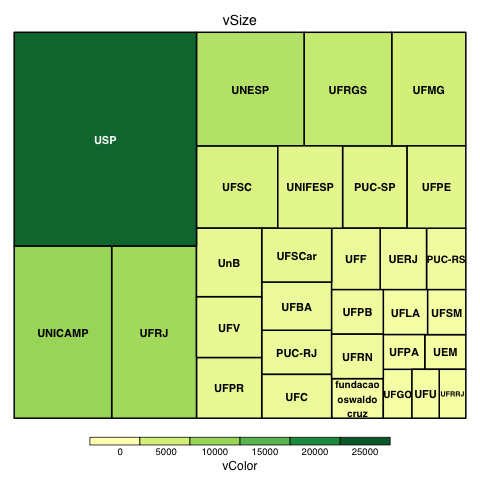 vSize
USP
UNESP
UFRGS
UFMG
UFSC
UNIFESP
PUC-SP
UFPE
UNICAMP
UFRJ
UnB
UFSCar
UFF
UERJ
PUC-RS
UFV
UFBA
UFPB
UFLA
UFSM
UFPR
PUC-RJ
UFRN
UFPA
UEM
UFC
fundacao
oswaldo
cruz
UFGO
UFU
UFRRJ
0 5000 10000 15000 20000 25000
vColor